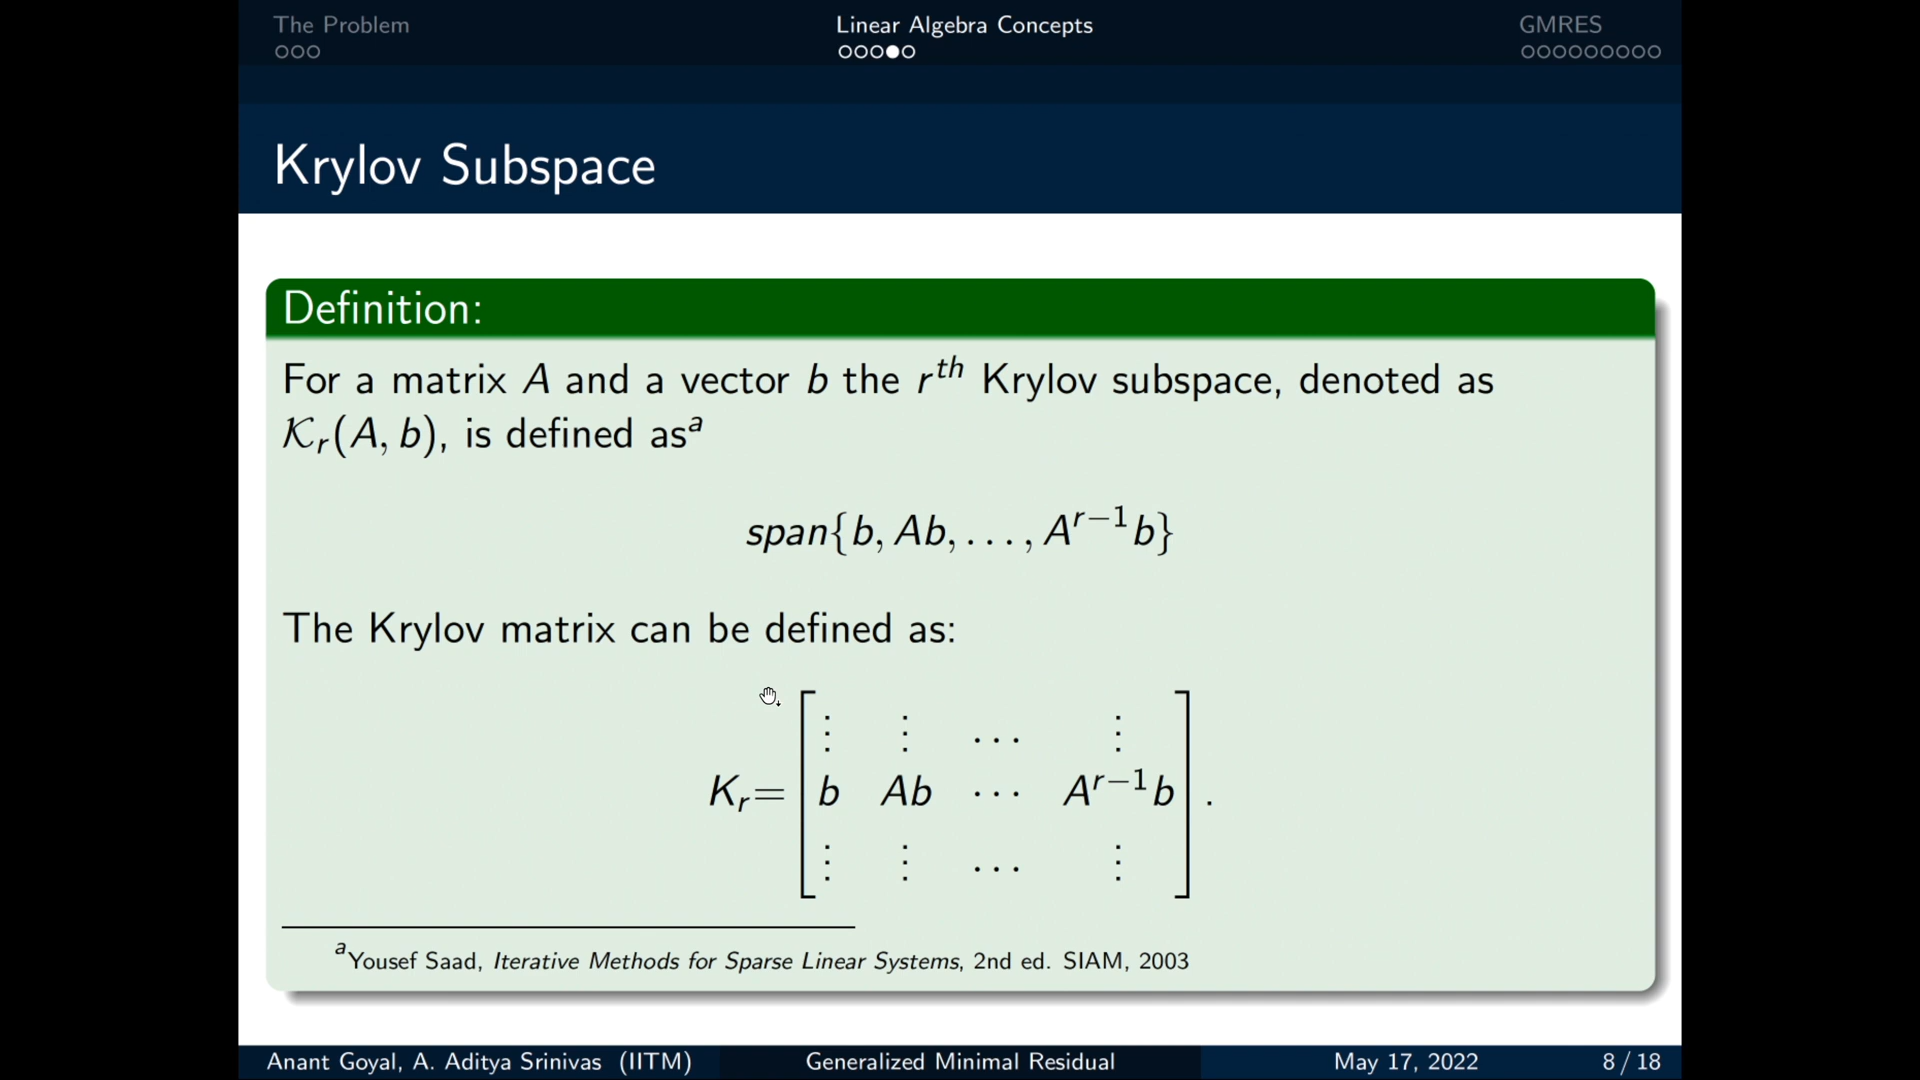 The Problem
Linear Algebra Concepts
GMRES
Krylov Subspace
Definition:
For a matrix A and a vector b the r^{th} Krylov subspace, denoted as
𝒦_r(A, b), is defined as^a
span{b, Ab, . . . , A^{r−1}b}
The Krylov matrix can be defined as:
⋮ ⋮ · · · ⋮
K_r= [ b Ab · · · A^{r−1}b ] .
⋮ ⋮ · · · ⋮
^aYousef Saad, Iterative Methods for Sparse Linear Systems, 2nd ed. SIAM, 2003
Anant Goyal, A. Aditya Srinivas (IITM)
Generalized Minimal Residual
May 17, 2022
8 / 18